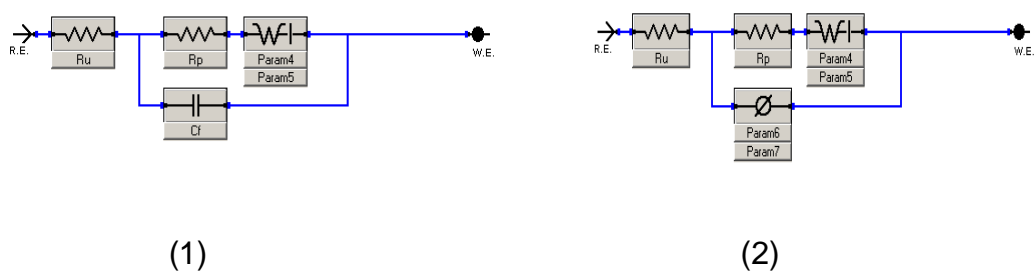 R.E.
Ru
Rp
Param4
Param5
W.E.
Cf
R.E.
Ru
Rp
Param4
Param5
W.E.
Param6
Param7
(1)
(2)